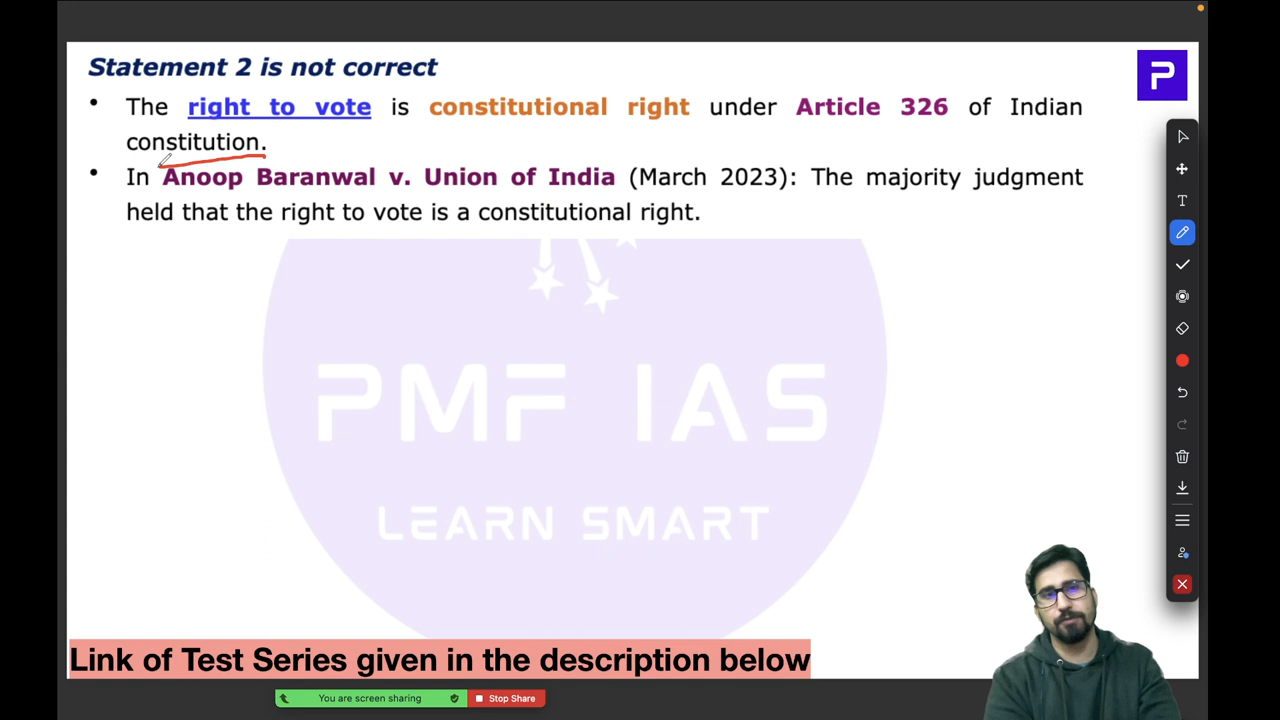 Statement 2 is not correct
P
• The right to vote is constitutional right under Article 326 of Indian
constitution.
• In Anoop Baranwal v. Union of India (March 2023): The majority judgment
held that the right to vote is a constitutional right.
T
PMF IAS
LEARN SMART
Link of Test Series given in the description below
You are screen sharing
Stop Share